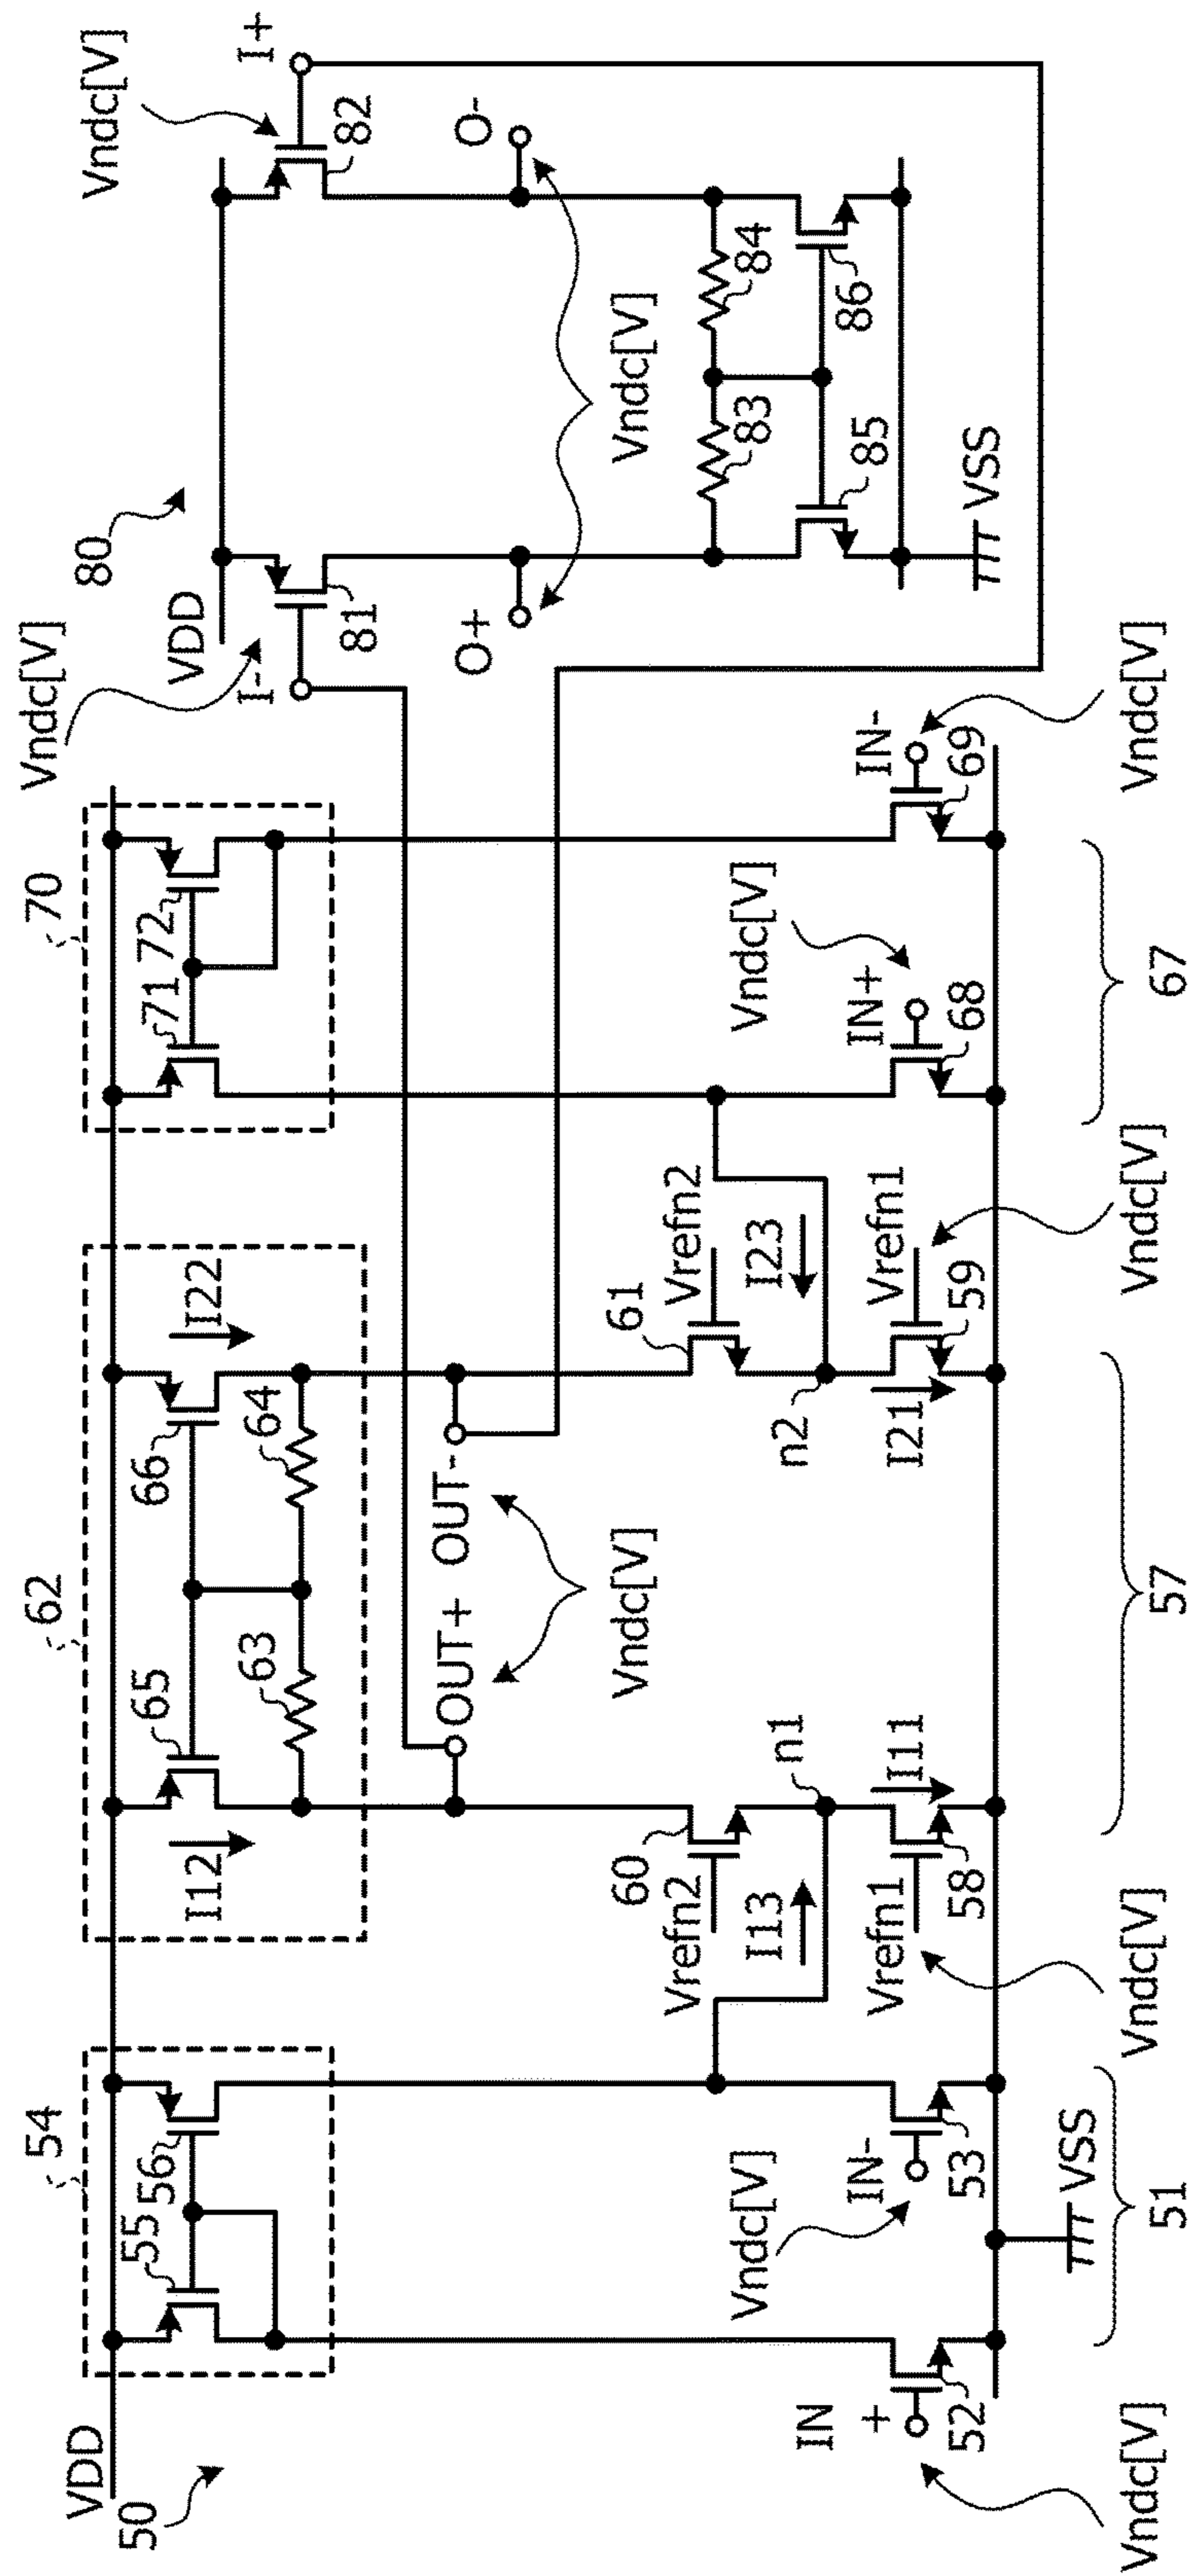 50
VDD
54
55
56
62
65
66
I12
I22
63
64
70
71
72
Vndc[V]
VDD
80
Vndc[V]
I-
81
I+
82
O+
O-
Vndc[V]
83
84
85
86
VSS
OUT+
OUT-
Vndc[V]
60
Vrefn2
I13
n1
61
Vrefn2
I23
n2
IN
+
52
Vndc[V]
Vndc[V]
IN-
53
VSS
51
Vrefn1
58
I11
Vndc[V]
I21
Vrefn1
59
Vndc[V]
57
Vndc[V]
IN+
68
IN-
69
Vndc[V]
67